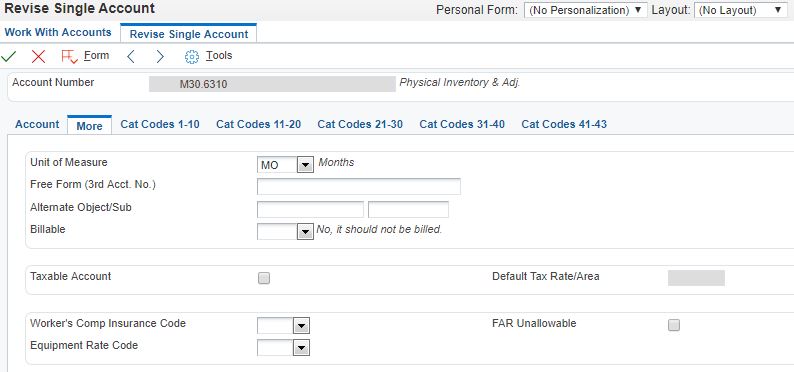 Revise Single Account Personal Form: (No Personalization) Layout: (No Layout)
Work With Accounts Revise Single Account
Form Tools
Account Number M30.6310 Physical Inventory & Adj.
Account More Cat Codes 1-10 Cat Codes 11-20 Cat Codes 21-30 Cat Codes 31-40 Cat Codes 41-43
Unit of Measure MO Months
Free Form (3rd Acct. No.)
Alternate Object/Sub
Billable No, it should not be billed.
Taxable Account Default Tax Rate/Area
Worker's Comp Insurance Code FAR Unallowable
Equipment Rate Code